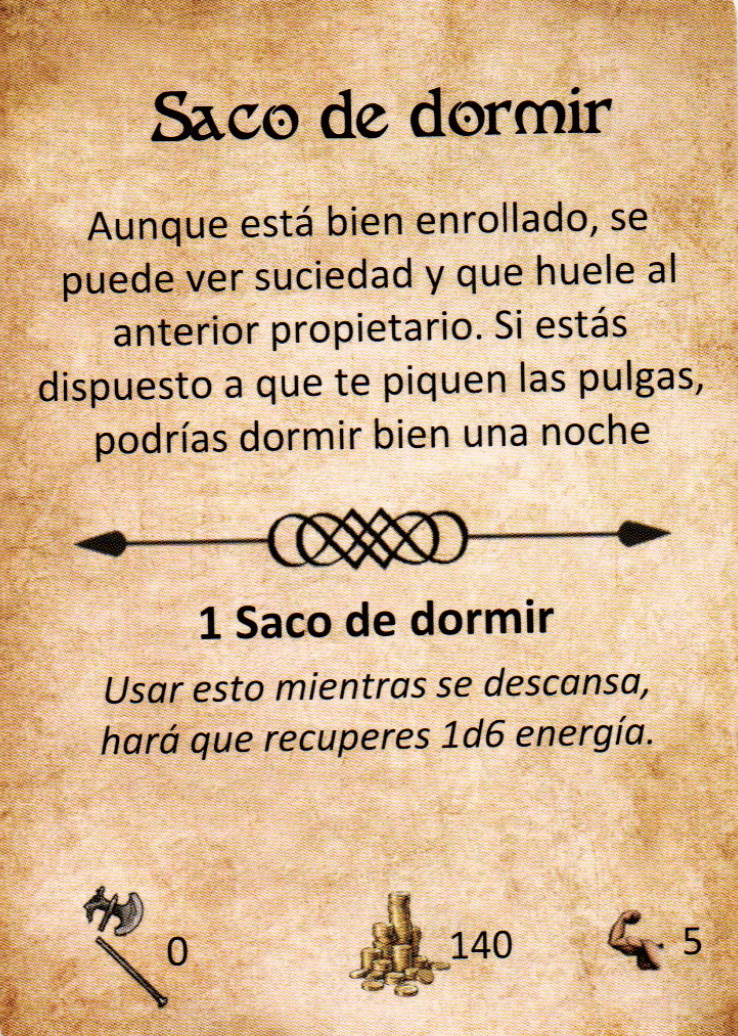 Saco de dormir
Aunque está bien enrollado, se
puede ver suciedad y que huele al
anterior propietario. Si estás
dispuesto a que te piquen las pulgas,
podrías dormir bien una noche
1 Saco de dormir
Usar esto mientras se descansa,
hará que recuperes 1d6 energía.
0 140 5